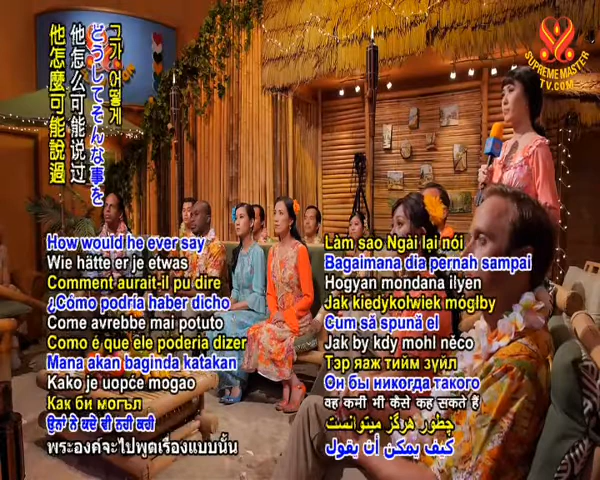 그가 어떻게
どうしてそんな事を
他怎么可能说过
他怎麼可能說過
SUPREME MASTER
TV.COM
How would he ever say
Wie hätte er je etwas
Comment aurait-il pu dire
¿Cómo podría haber dicho
Come avrebbe mai potuto
Como é que ele poderia dizer
Mana akan baginda katakan
Kako je uopće mogao
Как би могъл
ਉਨਾਂ ਨੇ ਕਦੇ ਵੀ ਨਹੀ ਕਹੀ
พระองค์จะไปพูดเรื่องแบบนั้น
Làm sao Ngài lại nói
Bagaimana dia pernah sampai
Hogyan mondana ilyen
Jak kiedykolwiek mógłby
Cum să spună el
Jak by kdy mohl něco
Тэр яаж тийм зүйл
Он бы никогда такого
वह कभी भी कैसे कह सकते हैं
چطور هرگز میتوانست
كيف يمكن أن يقول